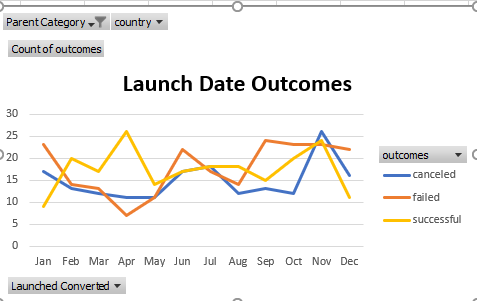 Parent Category country
Count of outcomes
Launch Date Outcomes
30
25
20
15
10
5
0
Jan Feb Mar Apr May Jun Jul Aug Sep Oct Nov Dec
outcomes
canceled
failed
successful
Launched Converted